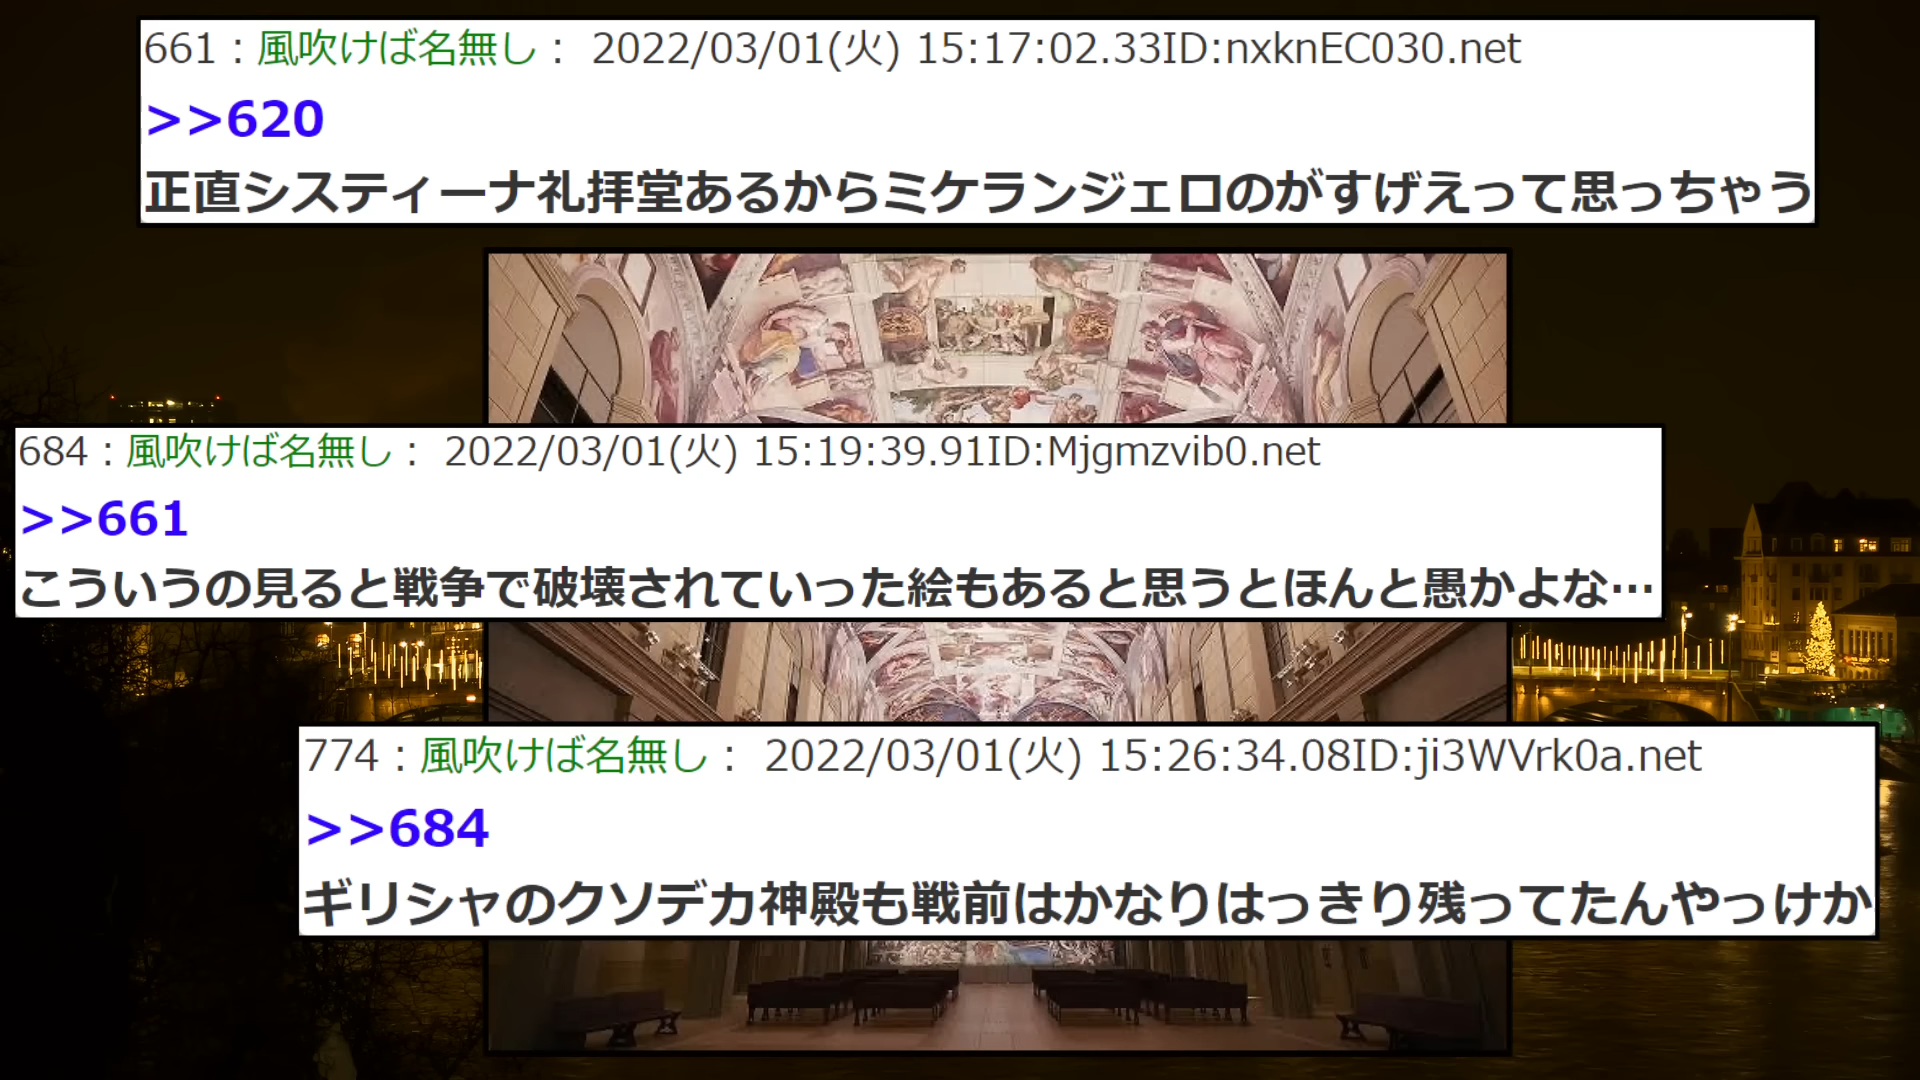 661：風吹けば名無し： 2022/03/01(火) 15:17:02.33ID:nxknEC030.net
>>620
正直システィーナ礼拝堂あるからミケランジェロのがすげえって思っちゃう
684：風吹けば名無し： 2022/03/01(火) 15:19:39.91ID:Mjgmzvib0.net
>>661
こういうの見ると戦争で破壊されていった絵もあると思うとほんと愚かよな…
774：風吹けば名無し： 2022/03/01(火) 15:26:34.08ID:ji3WVrk0a.net
>>684
ギリシャのクソデカ神殿も戦前はかなりはっきり残ってたんやっけか